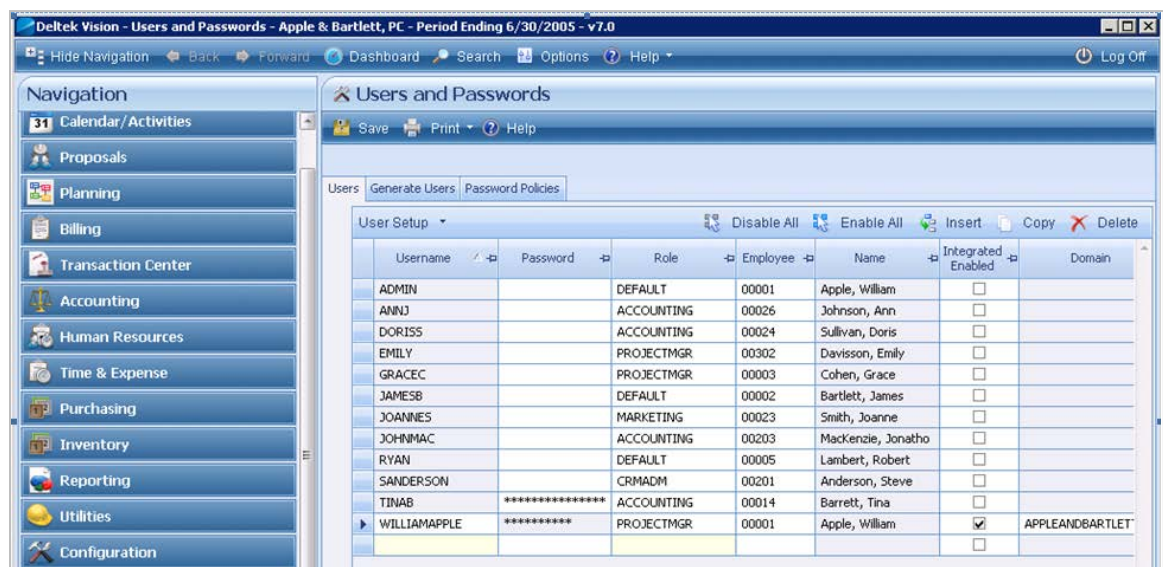 Deltek Vision - Users and Passwords - Apple & Bartlett, PC - Period Ending 6/30/2005 - v7.0
Hide Navigation Back Forward Dashboard Search Options Help Log Off
Navigation
31 Calendar/Activities
Proposals
Planning
Billing
Transaction Center
Accounting
Human Resources
Time & Expense
Purchasing
Inventory
Reporting
Utilities
Configuration
Users and Passwords
Save Print Help
Users Generate Users Password Policies
User Setup Disable All Enable All Insert Copy Delete
Username Password Role Employee Name Integrated Enabled Domain
ADMIN DEFAULT 00001 Apple, William
ANNJ ACCOUNTING 00026 Johnson, Ann
DORISS ACCOUNTING 00024 Sullivan, Doris
EMILY PROJECTMGR 00302 Davisson, Emily
GRACEC PROJECTMGR 00003 Cohen, Grace
JAMESB DEFAULT 00002 Bartlett, James
JOANNES MARKETING 00023 Smith, Joanne
JOHNMAC ACCOUNTING 00203 MacKenzie, Jonatho
RYAN DEFAULT 00005 Lambert, Robert
SANDERSON CRMADM 00201 Anderson, Steve
TINAB *************** ACCOUNTING 00014 Barrett, Tina
WILLIAMAPPLE ********** PROJECTMGR 00001 Apple, William APPLEANDBARTLET